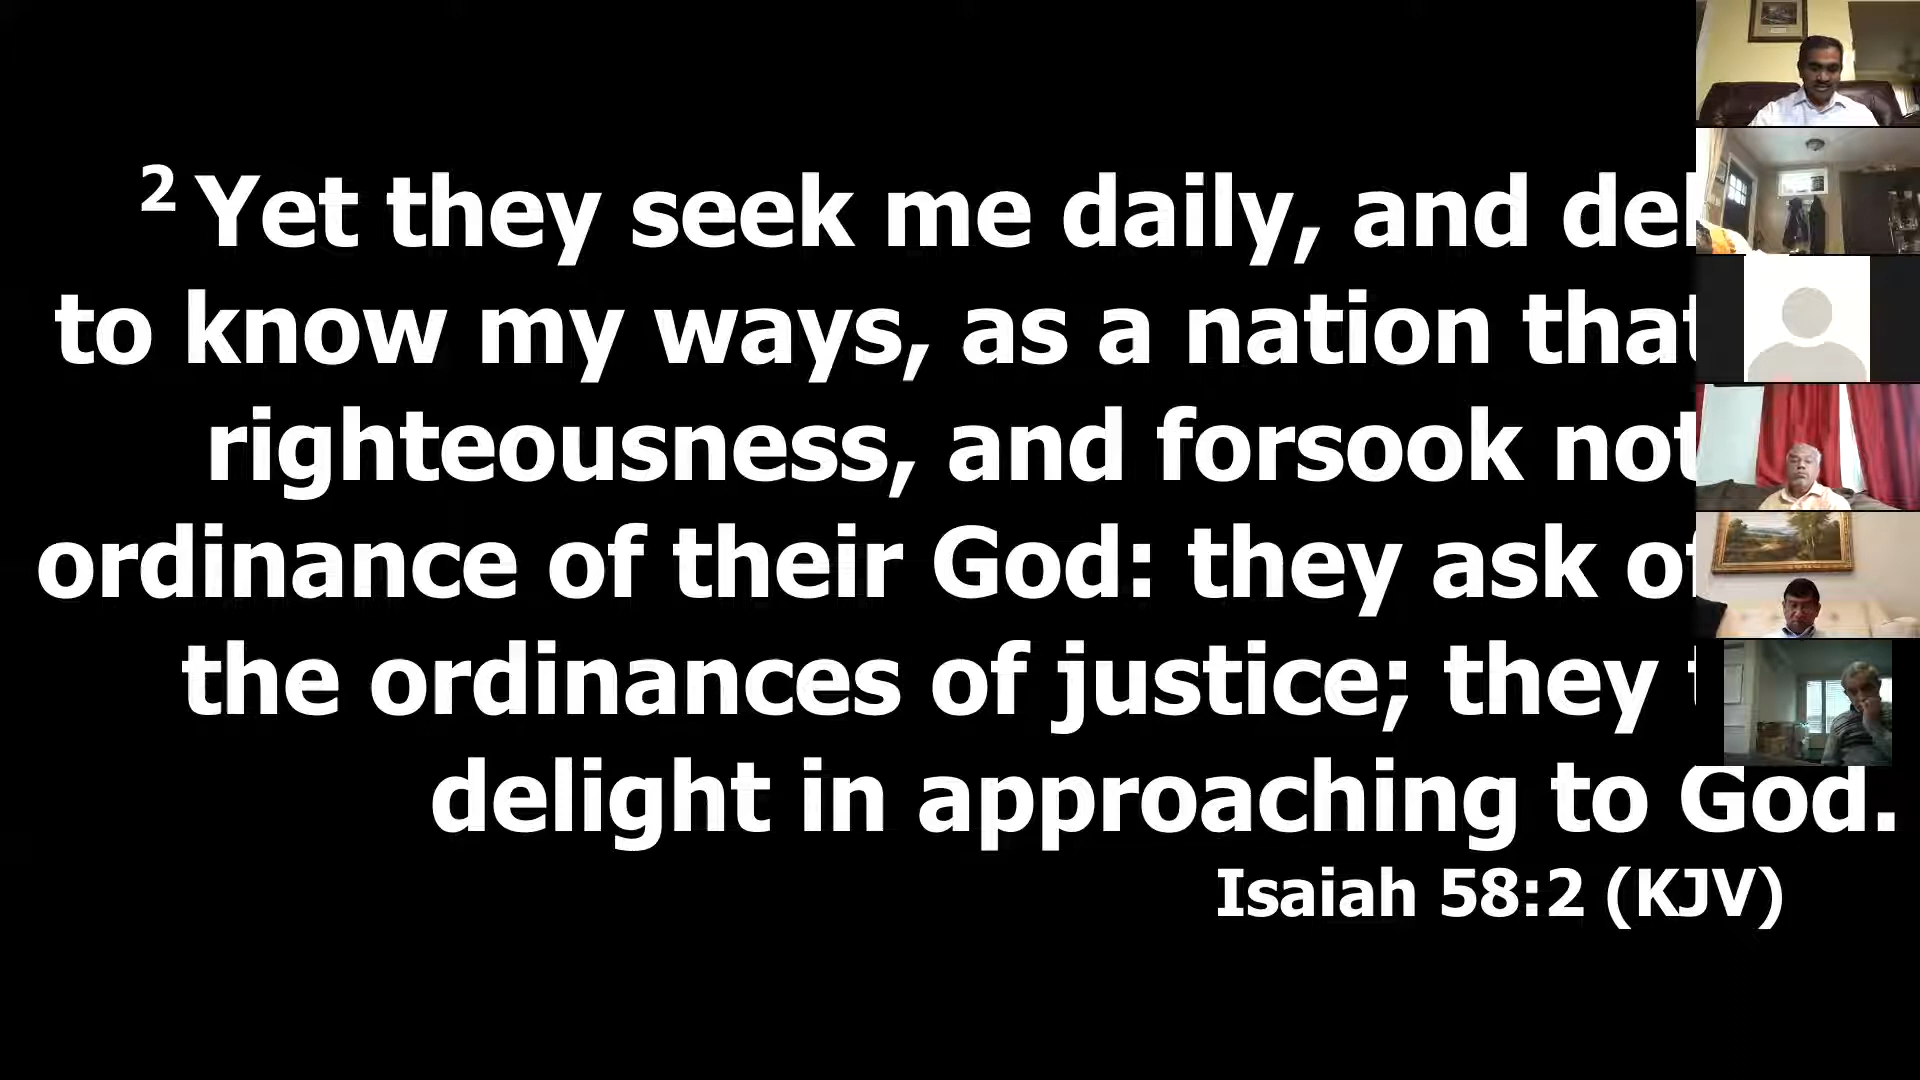 2 Yet they seek me daily, and
to know my ways, as a nation that
righteousness, and forsook not
ordinance of their God: they ask of
the ordinances of justice; they
delight in approaching to God.
Isaiah 58:2 (KJV)